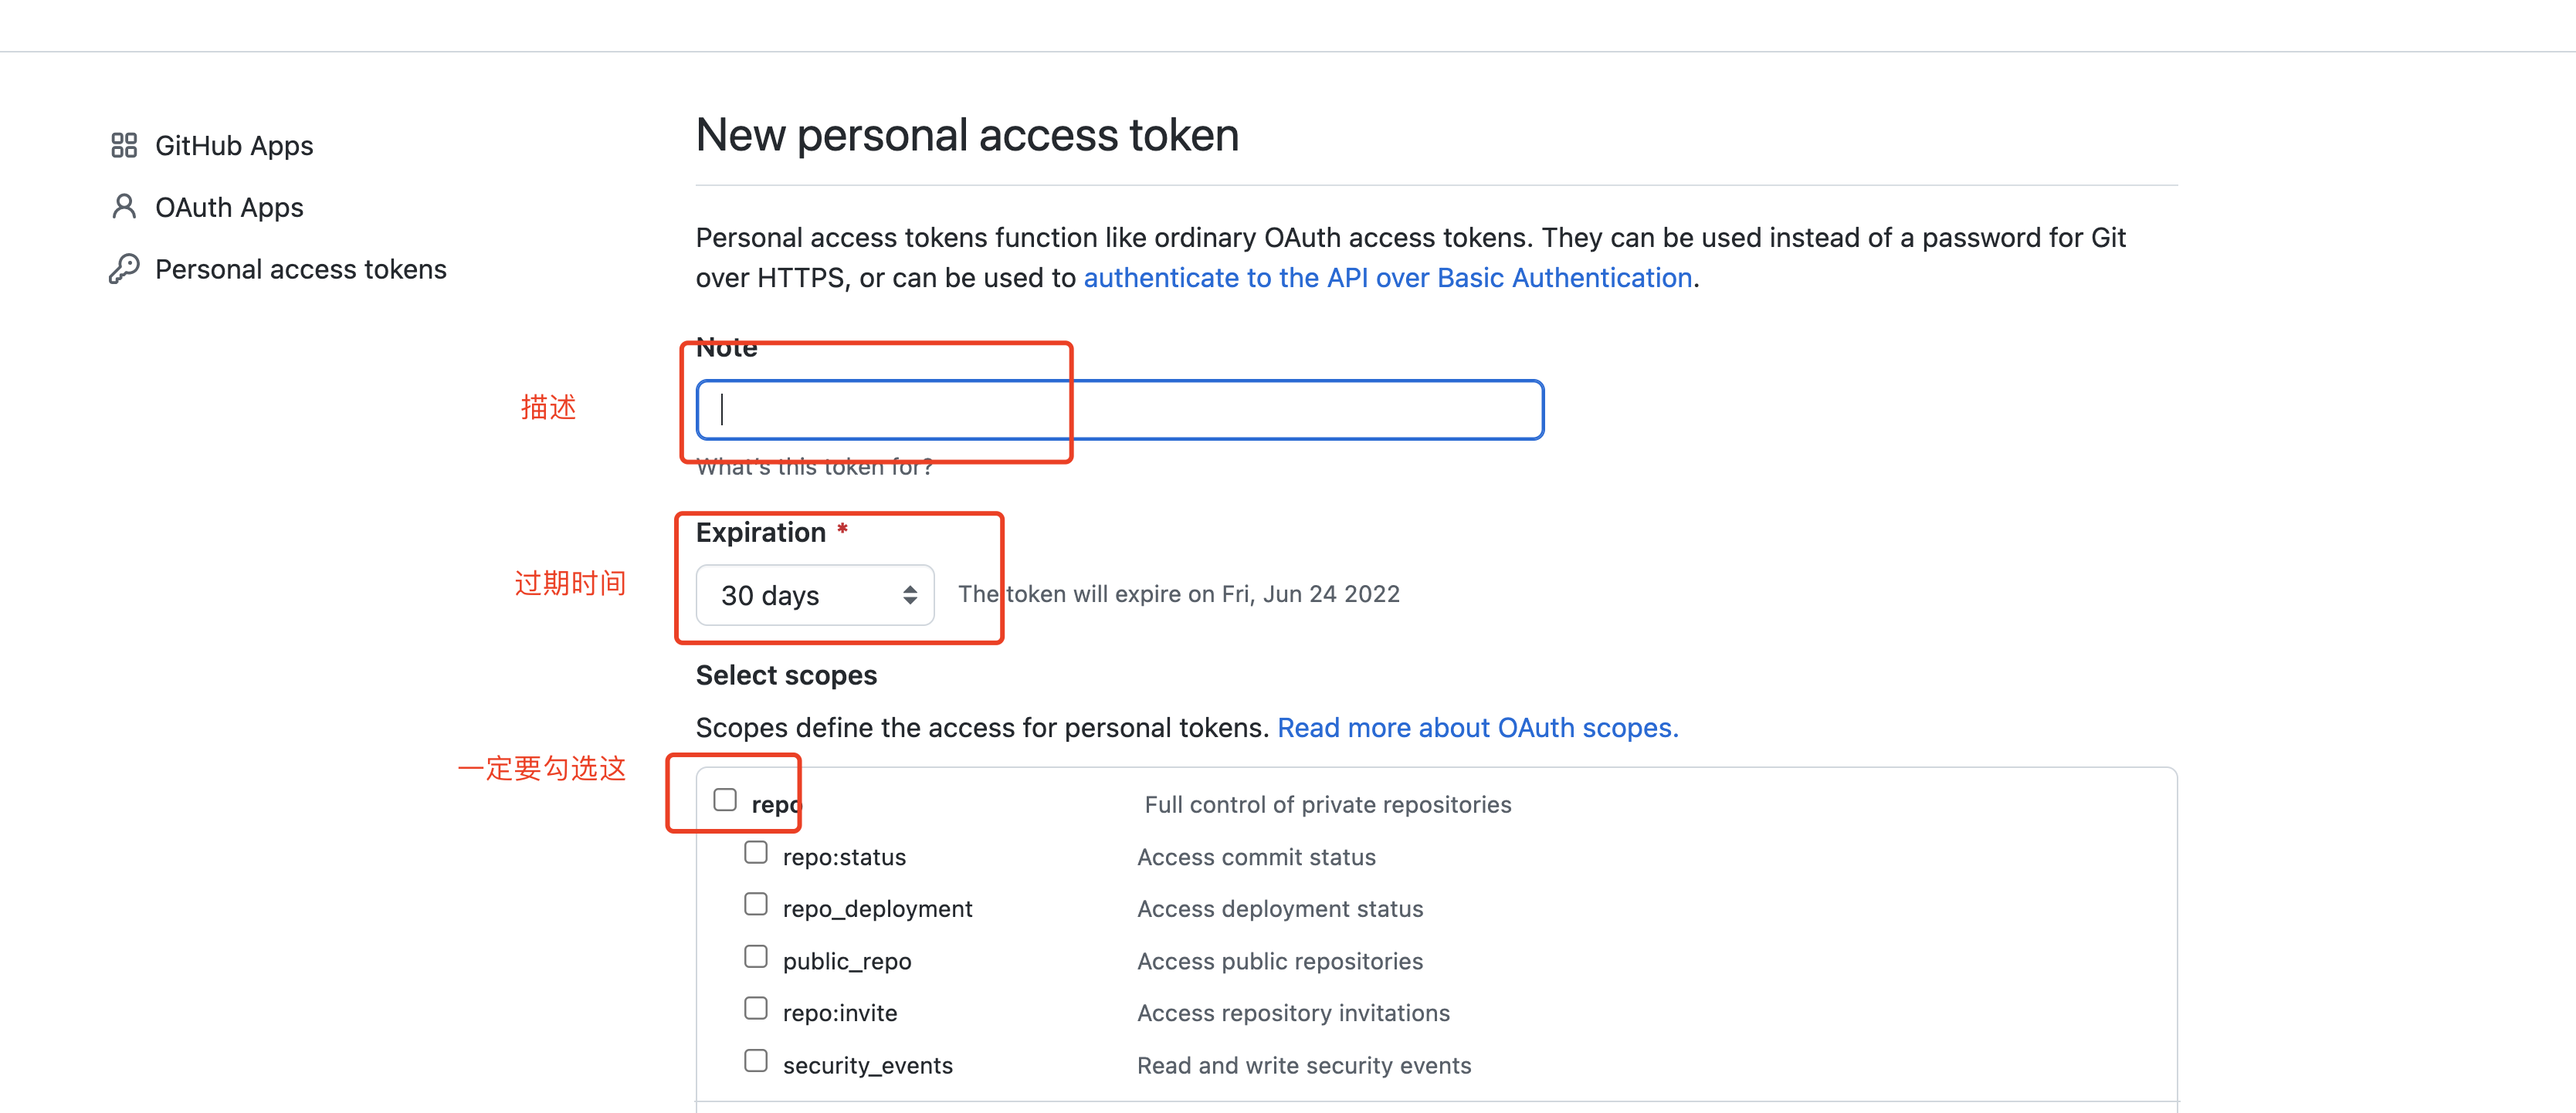 GitHub Apps
OAuth Apps
Personal access tokens
New personal access token
Personal access tokens function like ordinary OAuth access tokens. They can be used instead of a password for Git
over HTTPS, or can be used to authenticate to the API over Basic Authentication.
Note
描述
What's this token for?
Expiration *
过期时间
30 days
The token will expire on Fri, Jun 24 2022
Select scopes
Scopes define the access for personal tokens. Read more about OAuth scopes.
一定要勾选这
repo Full control of private repositories
repo:status Access commit status
repo_deployment Access deployment status
public_repo Access public repositories
repo:invite Access repository invitations
security_events Read and write security events